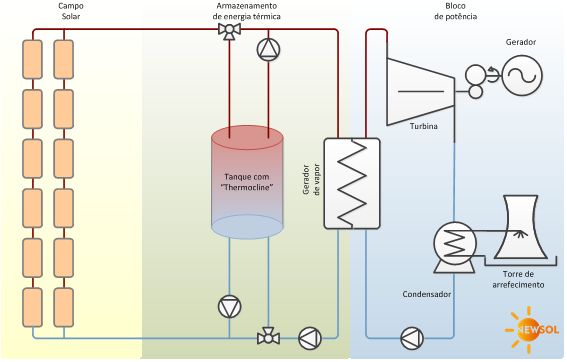 Campo
Solar
Armazenamento
de energia térmica
Bloco
de potência
Gerador
Turbina
Tanque com
“Thermocline”
Gerador
de vapor
Condensador
Torre de
arrefecimento
NEWSOL